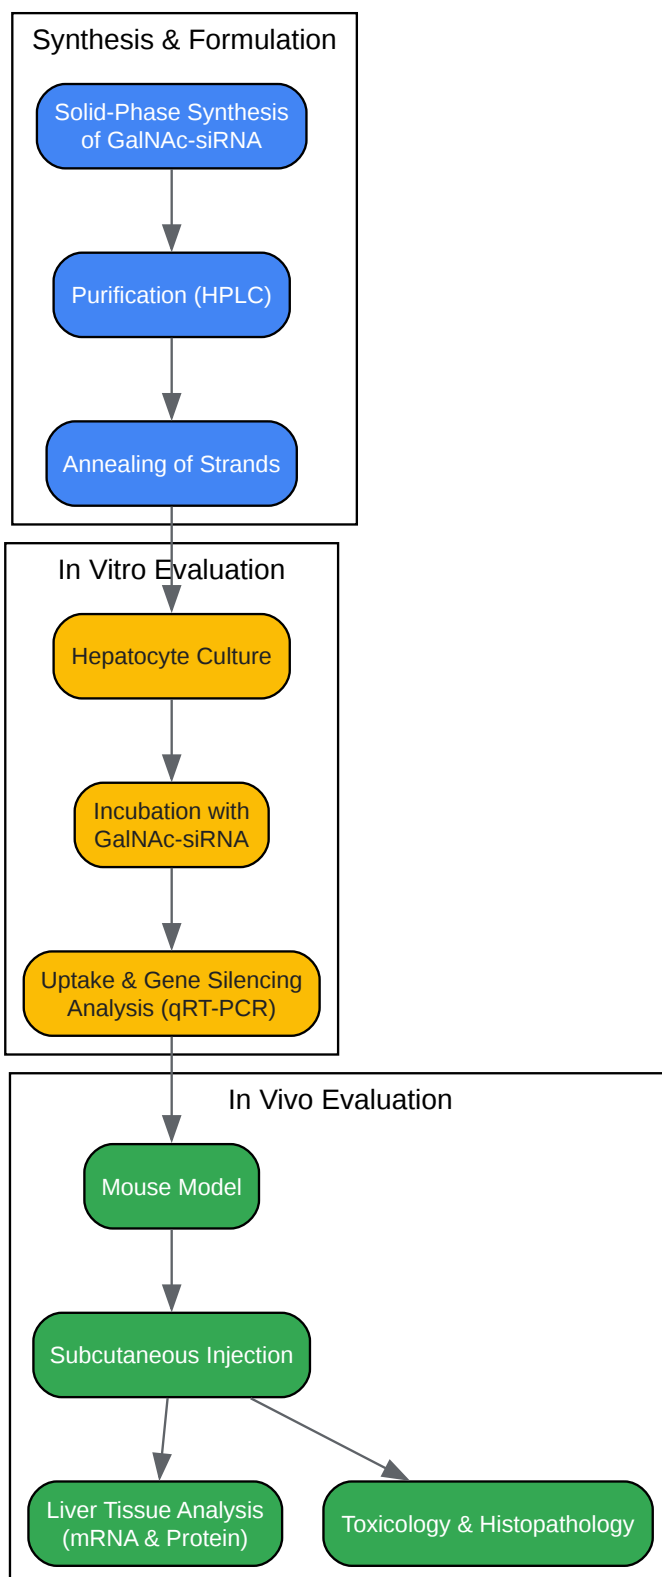 Synthesis & Formulation
Solid-Phase Synthesis
of GalNAc-siRNA
Purification (HPLC)
Annealing of Strands
In Vitro Evaluation
Hepatocyte Culture
Incubation with
GalNAc-siRNA
Uptake & Gene Silencing
Analysis (qRT-PCR)
In Vivo Evaluation
Mouse Model
Subcutaneous Injection
Liver Tissue Analysis
(mRNA & Protein)
Toxicology & Histopathology